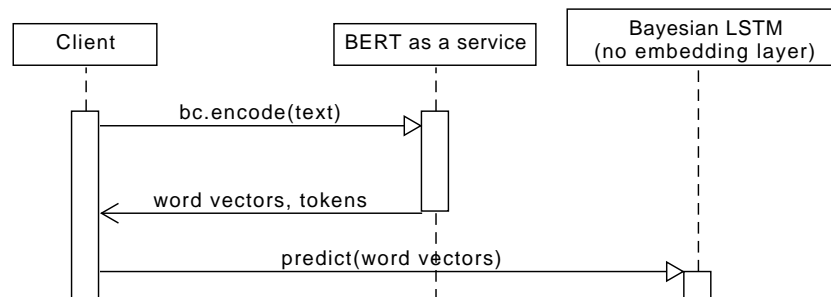 Client
BERT as a service
Bayesian LSTM
(no embedding layer)
bc.encode(text)
word vectors, tokens
predict(word vectors)